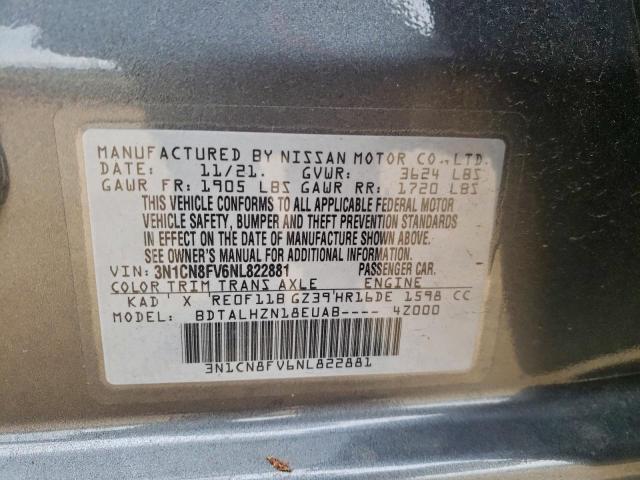 MANUFACTURED BY NISSAN MOTOR CO., LTD.
DATE: 11/21. GVWR: 3624 LBS
GAWR FR: 1905 LBS GAWR RR: 1720 LBS
THIS VEHICLE CONFORMS TO ALL APPLICABLE FEDERAL MOTOR
VEHICLE SAFETY, BUMPER AND THEFT PREVENTION STANDARDS
IN EFFECT ON THE DATE OF MANUFACTURE SHOWN ABOVE.
SEE OWNER'S MANUAL FOR ADDITIONAL INFORMATION.
VIN: 3N1CN8FV6NL822881 PASSENGER CAR.
COLOR TRIM TRANS AXLE ENGINE
KAD ' X 'RE0F11B GZ39'HR16DE 1598 CC
MODEL: BDTALHZN18EUAB---- 4Z000
3N1CN8FV6NL822881